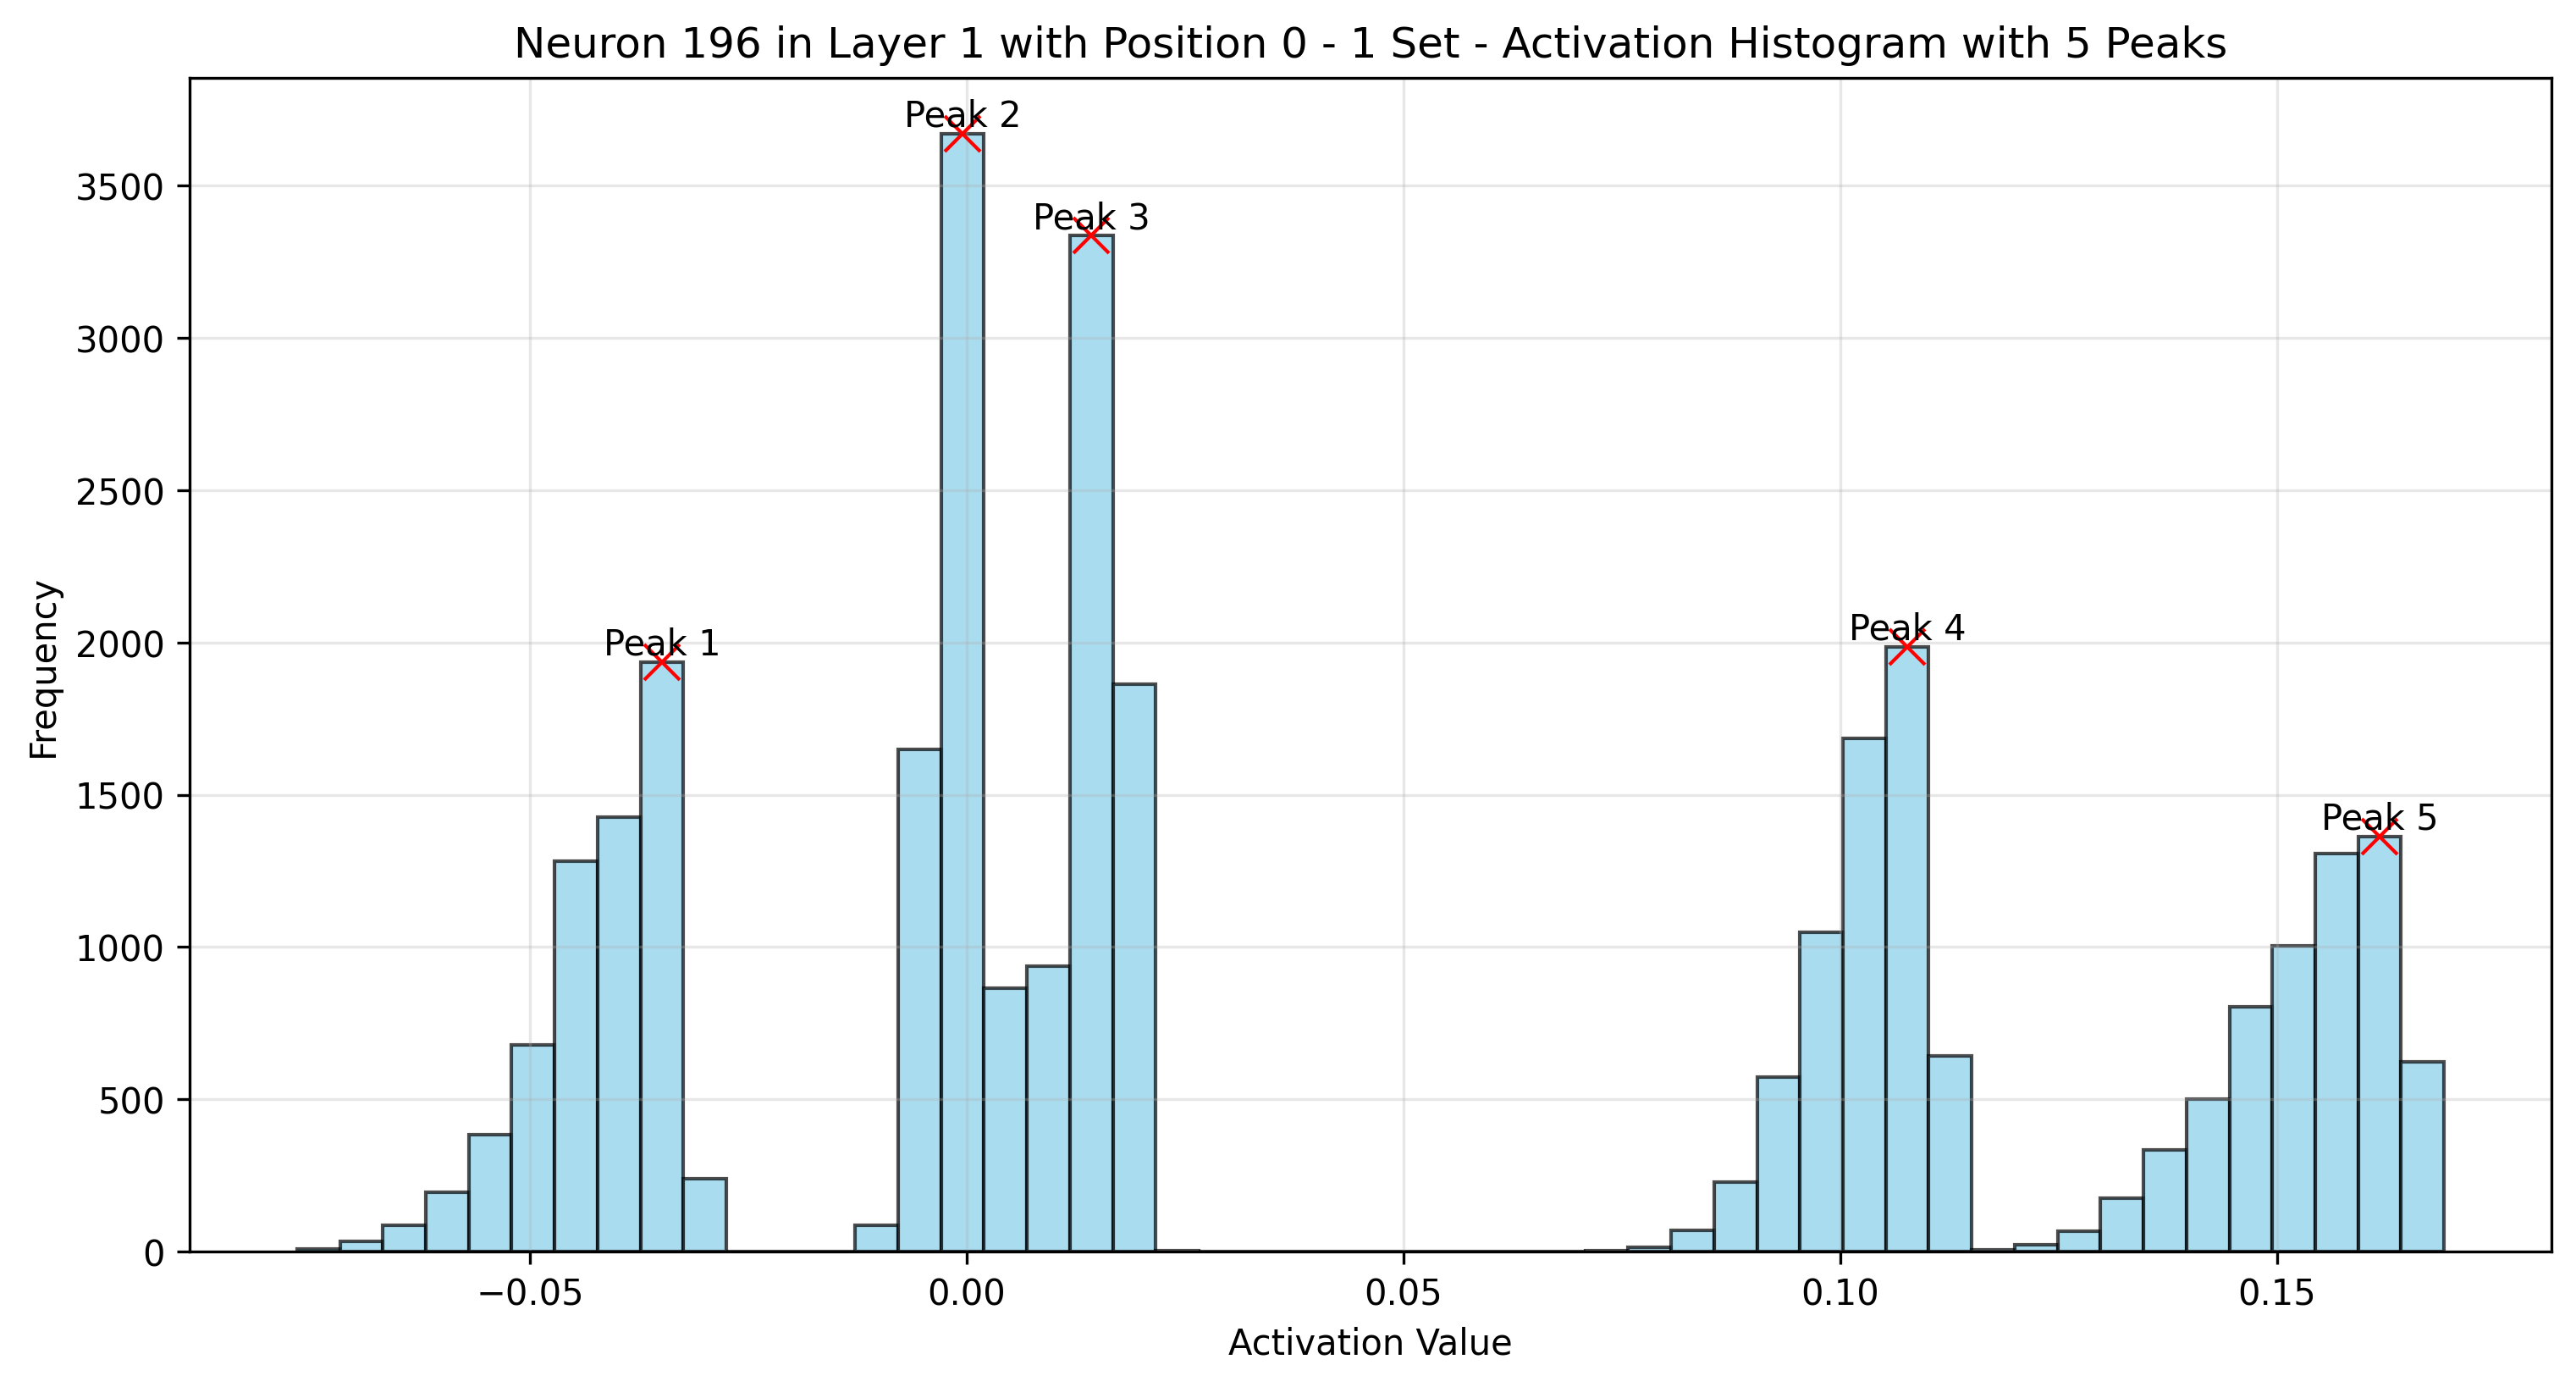 Neuron 196 in Layer 1 with Position 0 - 1 Set - Activation Histogram with 5 Peaks
Peak 2
3500
Peak 3
3000
2500
Frequency
2000
Peak 1
Peak 4
1500
Peak 5
1000
500
0
−0.05
0.00
0.05
0.10
0.15
Activation Value